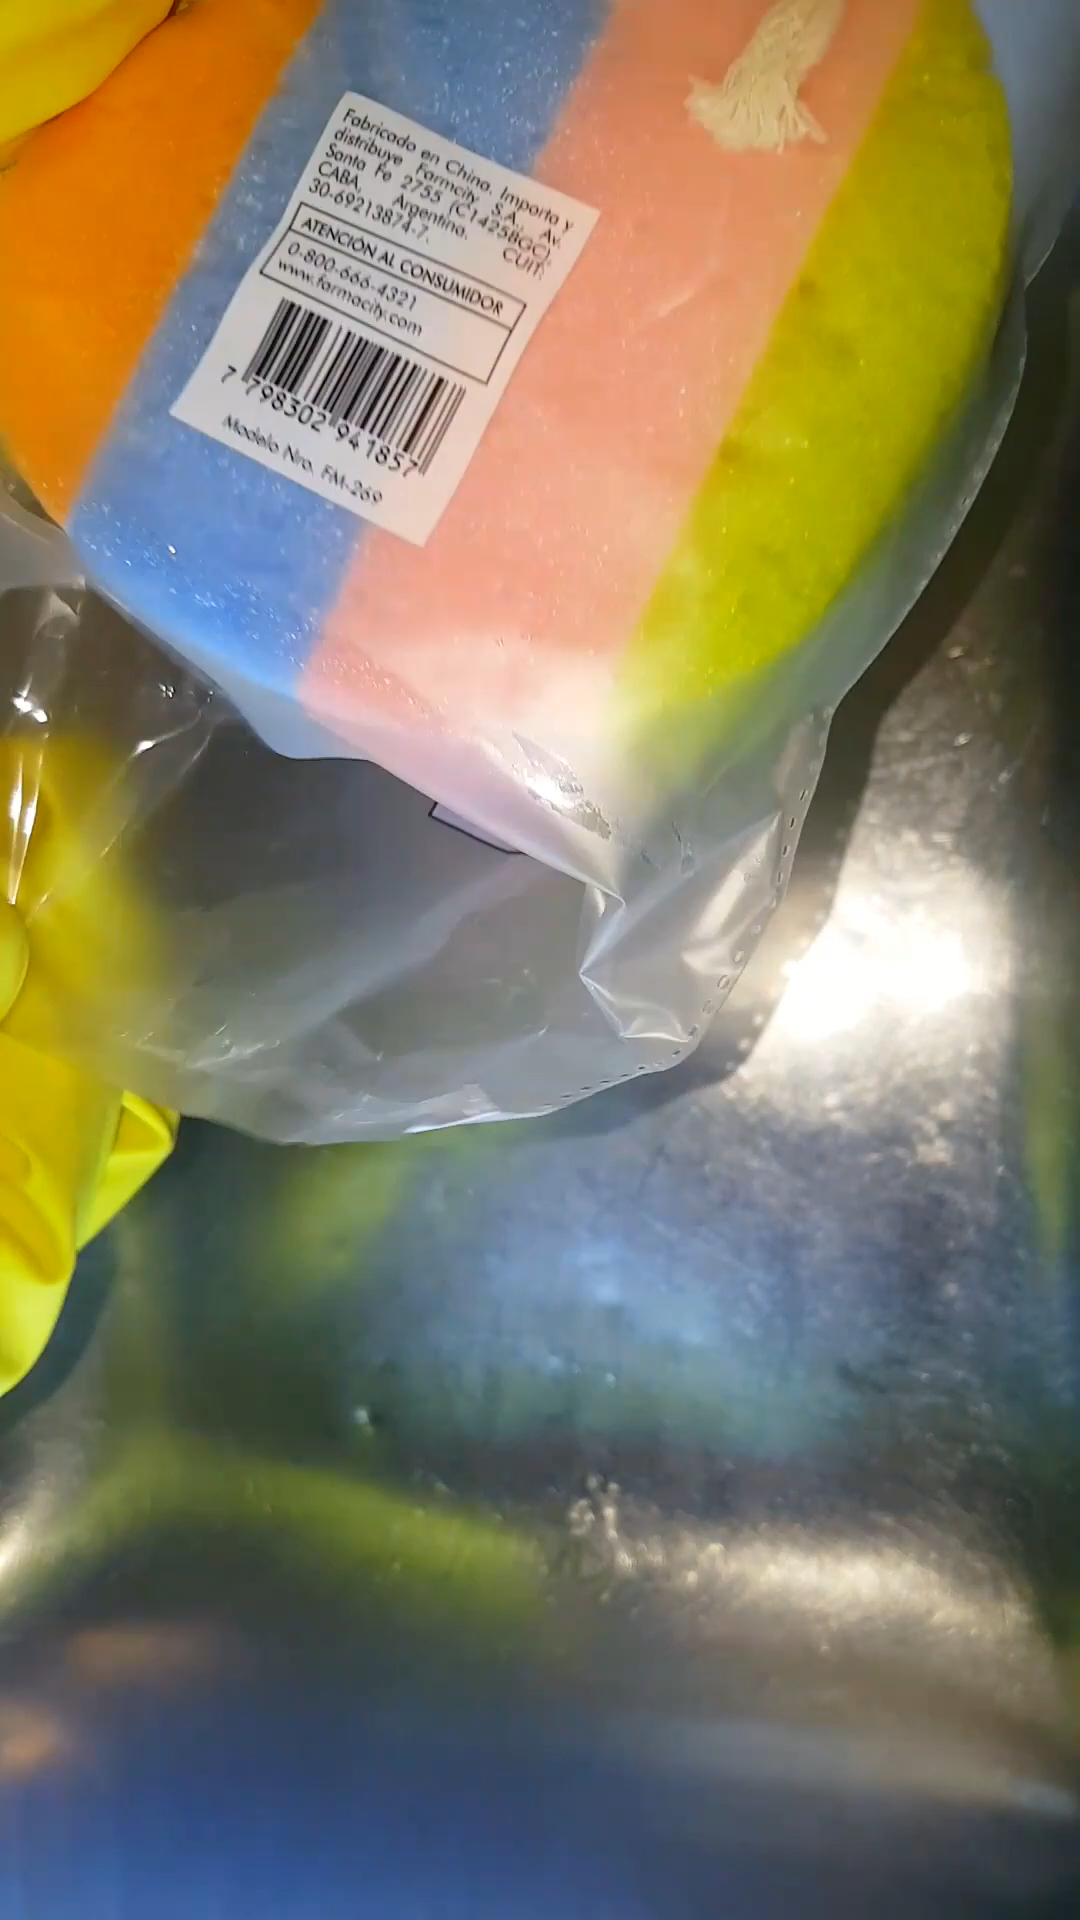 Fabricado en China. Importa y
distribuye Farmcity S.A., Av.
Santa Fe 2755 (C1425BGC),
CABA, Argentina. CUIT:
30-69213874-7.
ATENCIÓN AL CONSUMIDOR
0-800-666-4321
www.farmacity.com
7 798302 941857
Modelo Nro. FM-269